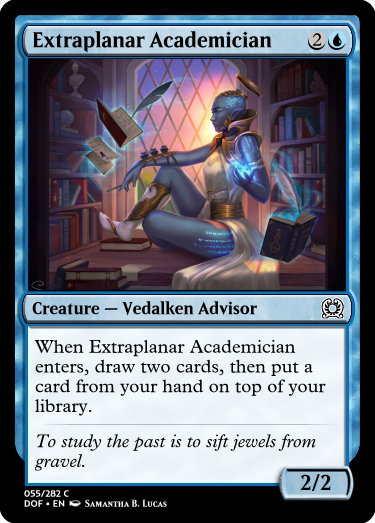 Extraplanar Academician 2
Creature — Vedalken Advisor
When Extraplanar Academician
enters, draw two cards, then put a
card from your hand on top of your
library.
To study the past is to sift jewels from
gravel.
2/2
055/282 C
DOF • EN Samantha B. Lucas